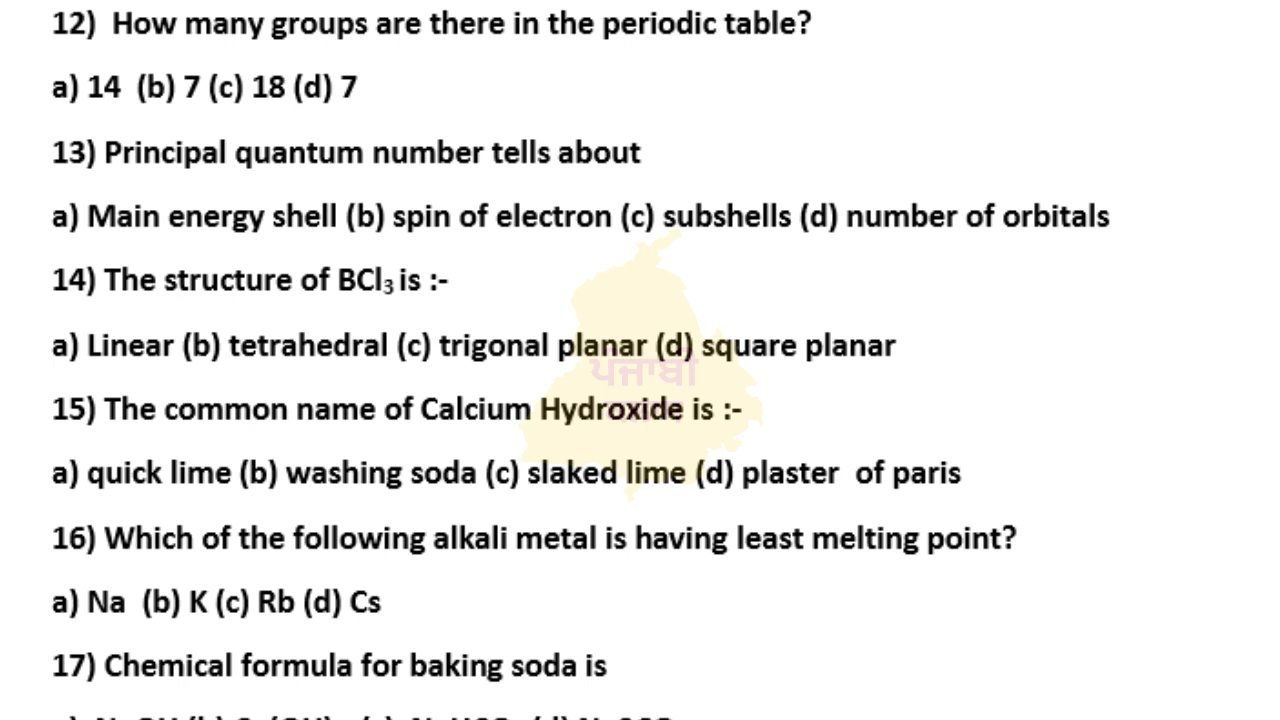 12)  How many groups are there in the periodic table?
a) 14  (b) 7 (c) 18 (d) 7
13) Principal quantum number tells about
a) Main energy shell (b) spin of electron (c) subshells (d) number of orbitals
14) The structure of BCl₃ is :-
a) Linear (b) tetrahedral (c) trigonal planar (d) square planar
ਪੰਜਾਬੀ
15) The common name of Calcium Hydroxide is :-
a) quick lime (b) washing soda (c) slaked lime (d) plaster  of paris
16) Which of the following alkali metal is having least melting point?
a) Na  (b) K (c) Rb (d) Cs
17) Chemical formula for baking soda is